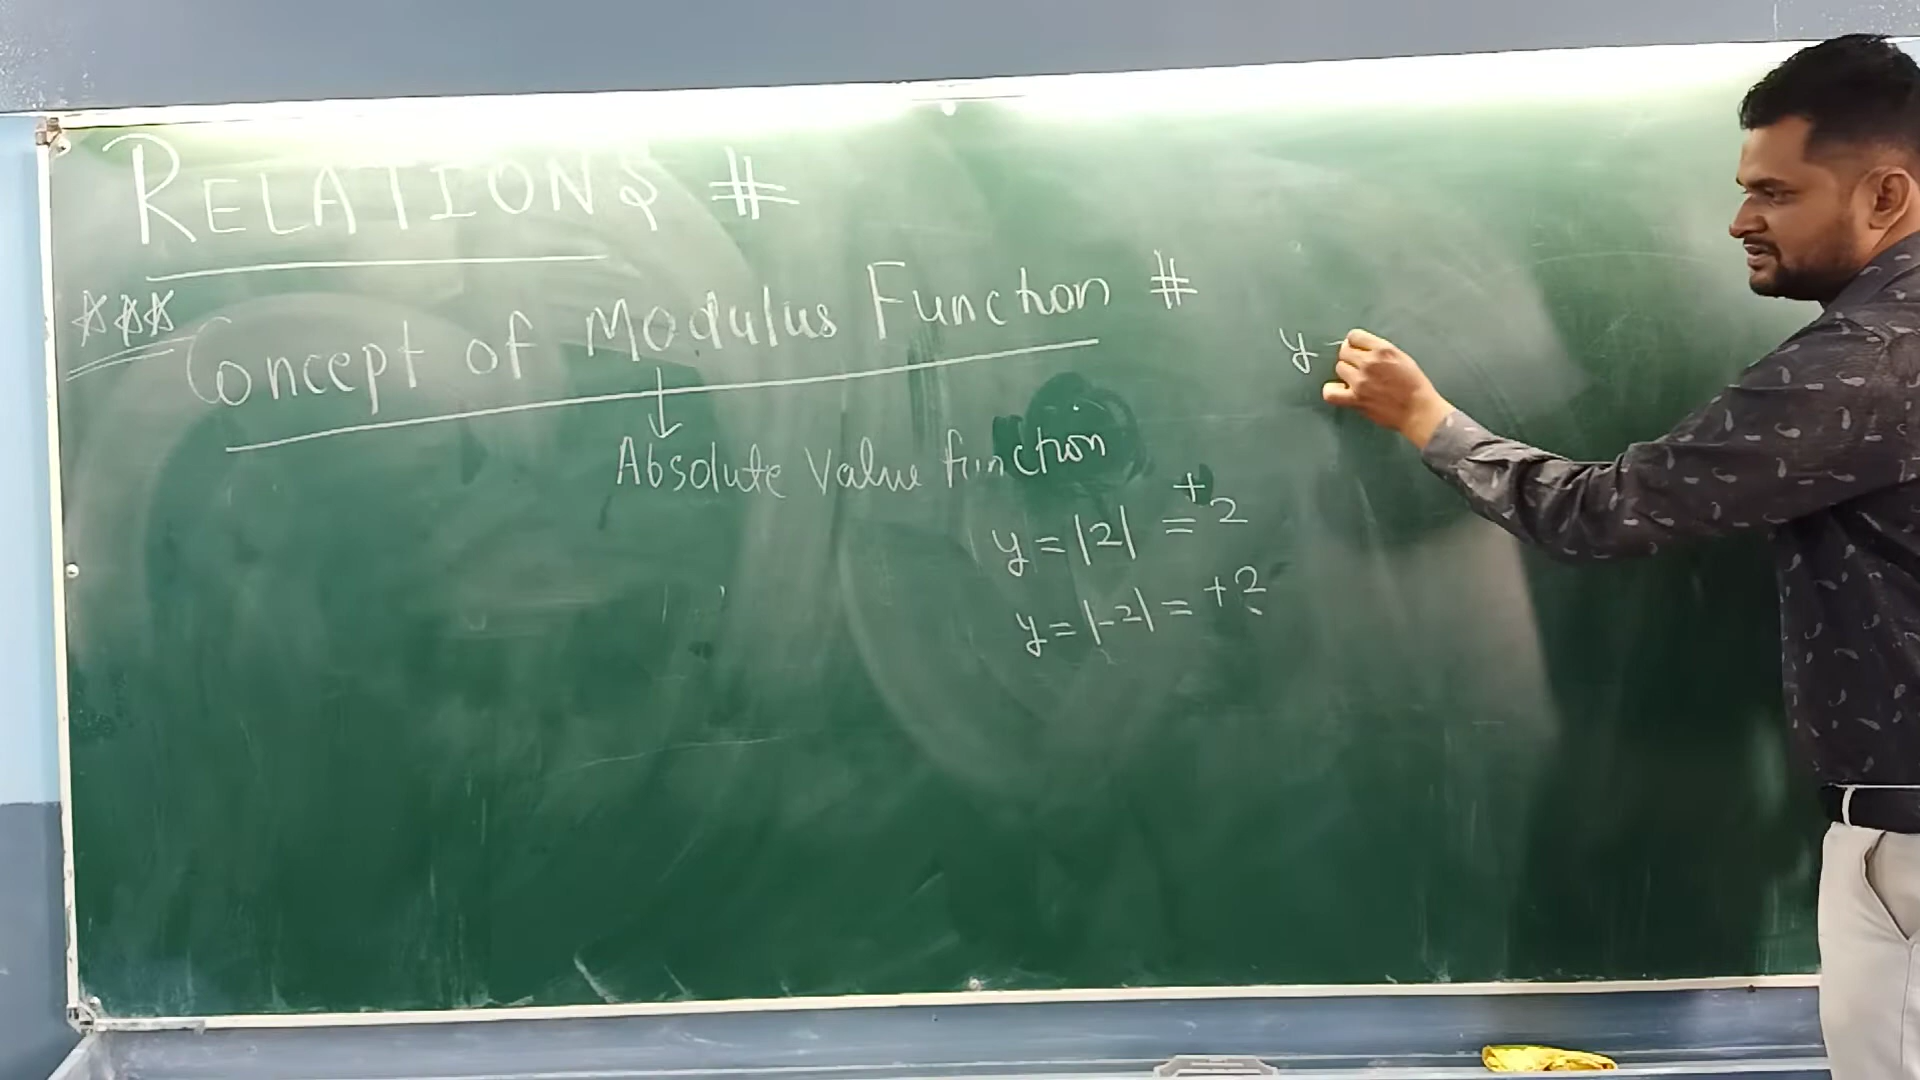 RELATIONS #
*** Concept of Modulus Function #
↓
Absolute Value function
y = |2| = +2
y = |-2| = +2
y =